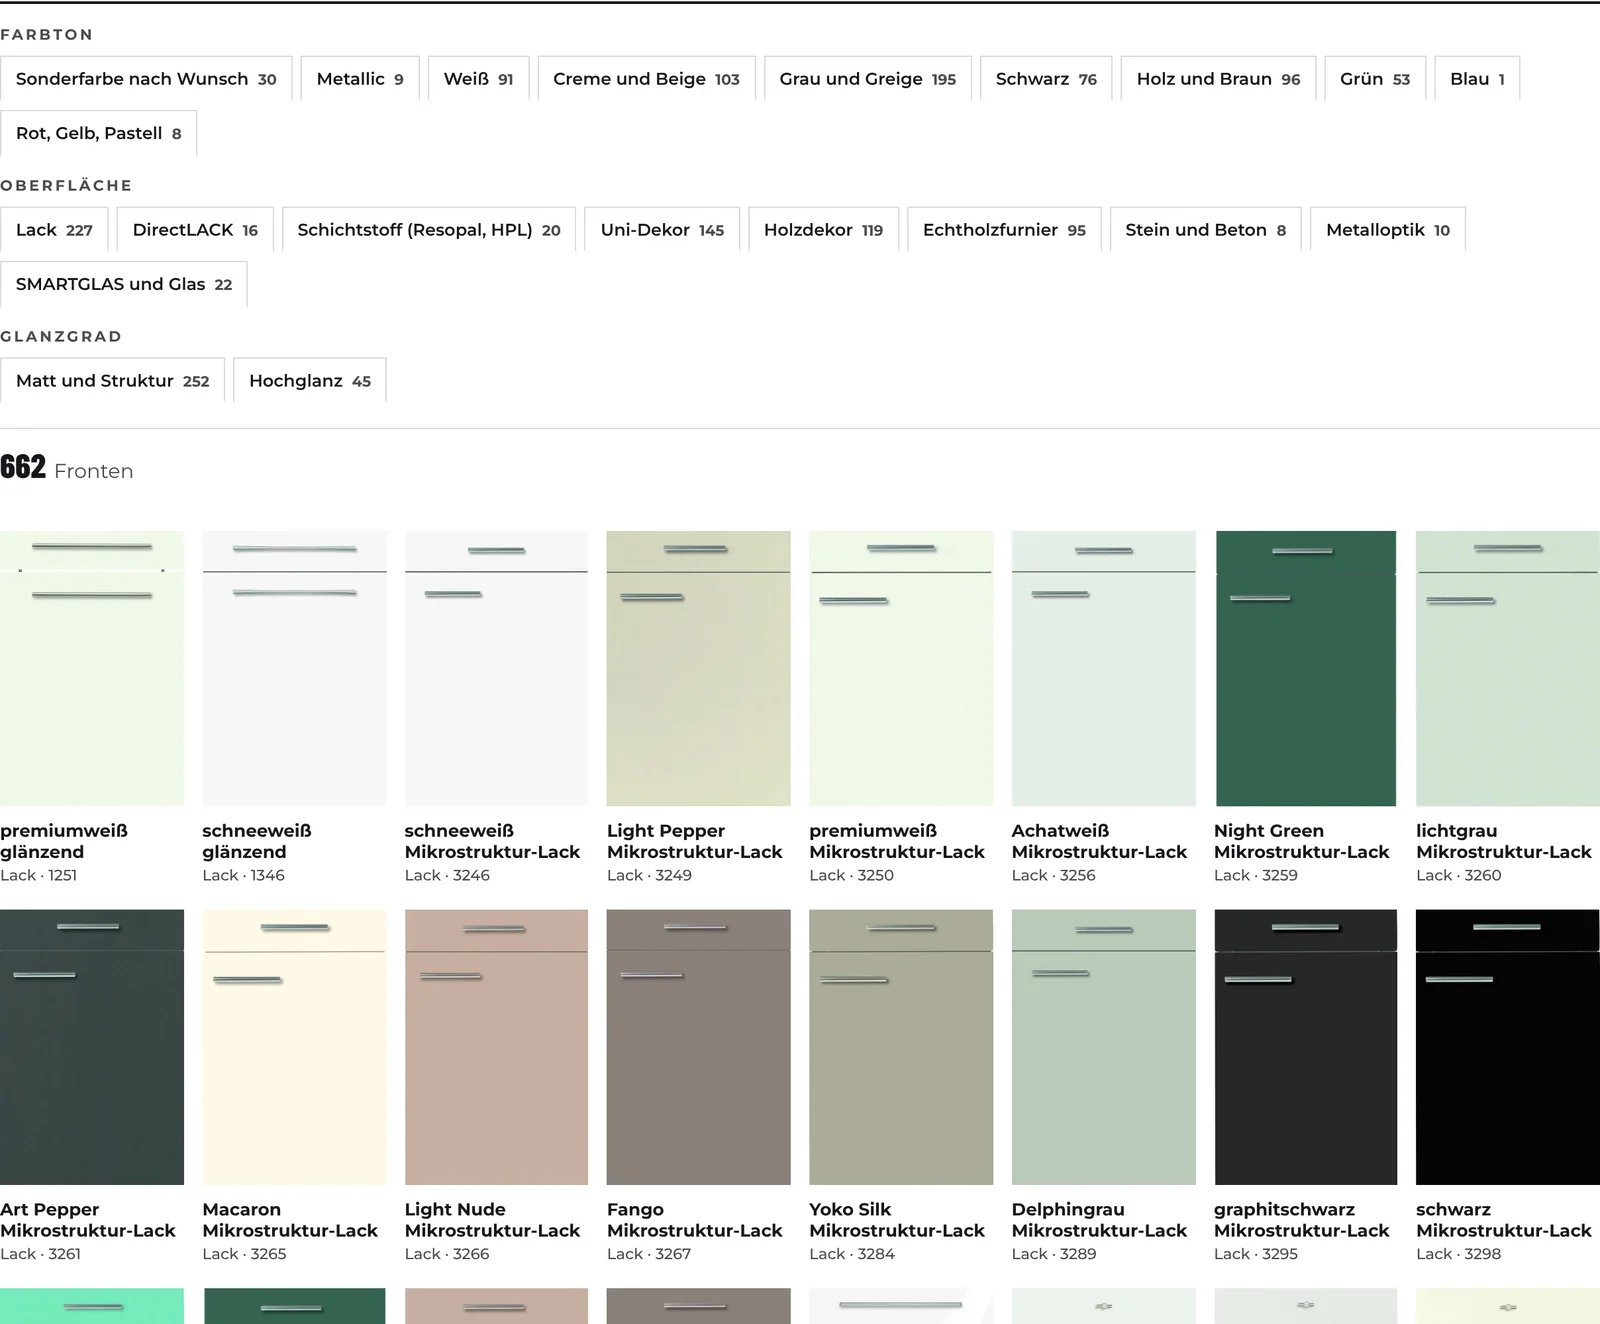 FARBTON
Sonderfarbe nach Wunsch 30
Metallic 9
Weiß 91
Creme und Beige 103
Grau und Greige 195
Schwarz 76
Holz und Braun 96
Grün 53
Blau 1
Rot, Gelb, Pastell 8
OBERFLÄCHE
Lack 227
DirectLACK 16
Schichtstoff (Resopal, HPL) 20
Uni-Dekor 145
Holzdekor 119
Echtholzfurnier 95
Stein und Beton 8
Metalloptik 10
SMARTGLAS und Glas 22
GLANZGRAD
Matt und Struktur 252
Hochglanz 45
662 Fronten
premiumweiß
glänzend
Lack · 1251
schneeweiß
glänzend
Lack · 1346
schneeweiß
Mikrostruktur-Lack
Lack · 3246
Light Pepper
Mikrostruktur-Lack
Lack · 3249
premiumweiß
Mikrostruktur-Lack
Lack · 3250
Achatweiß
Mikrostruktur-Lack
Lack · 3256
Night Green
Mikrostruktur-Lack
Lack · 3259
lichtgrau
Mikrostruktur-Lack
Lack · 3260
Art Pepper
Mikrostruktur-Lack
Lack · 3261
Macaron
Mikrostruktur-Lack
Lack · 3265
Light Nude
Mikrostruktur-Lack
Lack · 3266
Fango
Mikrostruktur-Lack
Lack · 3267
Yoko Silk
Mikrostruktur-Lack
Lack · 3284
Delphingrau
Mikrostruktur-Lack
Lack · 3289
graphitschwarz
Mikrostruktur-Lack
Lack · 3295
schwarz
Mikrostruktur-Lack
Lack · 3298